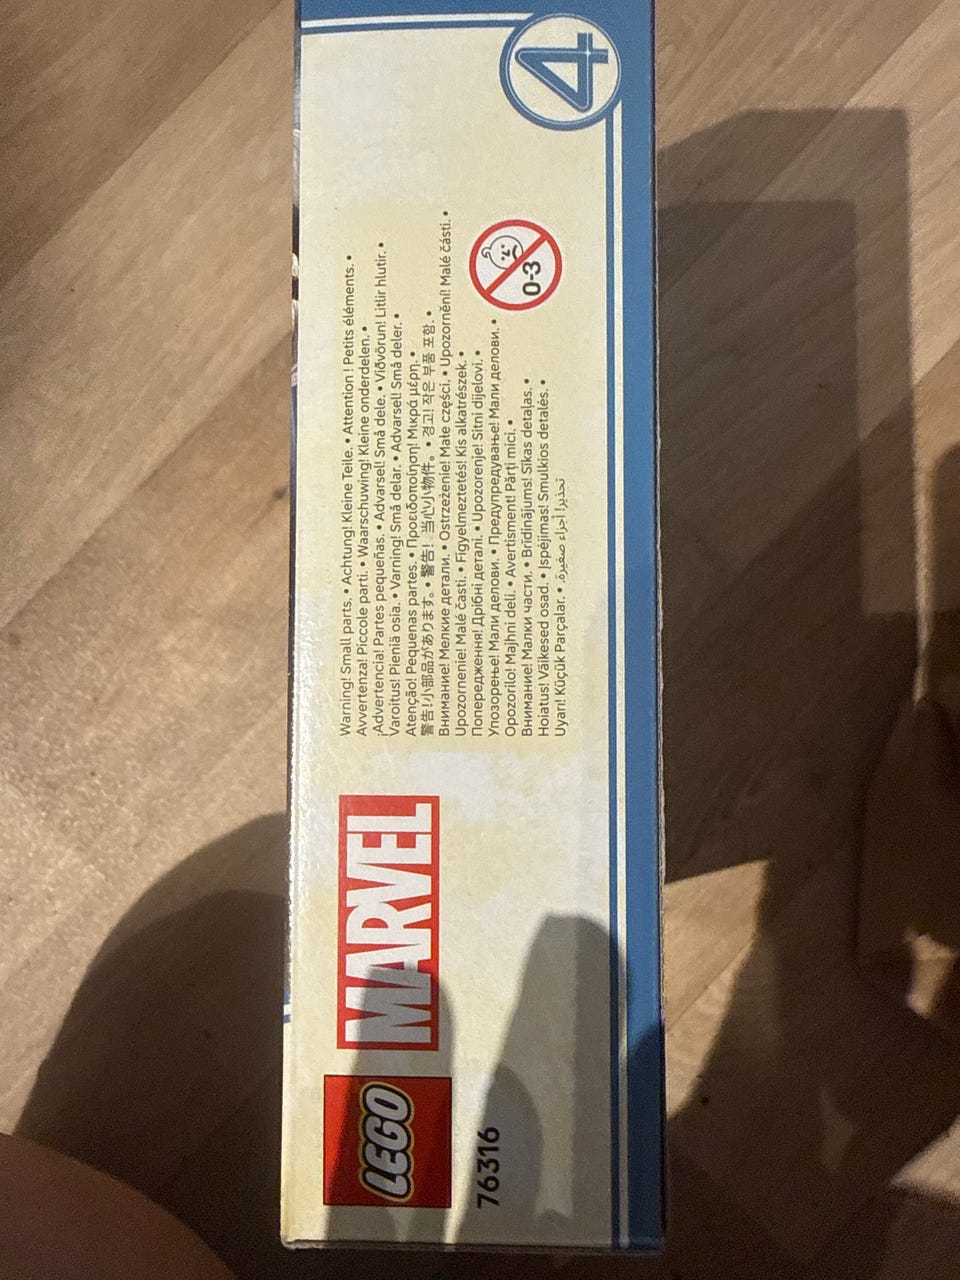 4
Warning! Small parts. • Achtung! Kleine Teile. • Attention ! Petits éléments. •
Avvertenza! Piccole parti. • Waarschuwing! Kleine onderdelen. •
¡Advertencia! Partes pequeñas. • Advarsel! Små dele. • Viðvörun! Litlir hlutir. •
Varoitus! Pieniä osia. • Varning! Små delar. • Advarsel! Små deler. •
Atenção! Pequenas partes. • Προειδοποίηση! Μικρά μέρη. •
警告!小部品があります。 • 警告！当心小物件。 • 경고! 작은 부품 포함. •
Внимание! Мелкие детали. • Ostrzeżenie! Małe części. • Upozornění! Malé části. •
Upozornenie! Malé časti. • Figyelmeztetés! Kis alkatrészek. •
Попередження! Дрібні деталі. • Upozorenje! Sitni dijelovi. •
Упозорење! Мали делови. • Предупредување! Мали делови. •
Opozorilo! Majhni deli. • Avertisment! Părți mici. •
Внимание! Малки части. • Brīdinājums! Sīkas detaļas. •
Hoiatus! Väikesed osad. • Įspėjimas! Smulkios detalės. •
Uyarı! Küçük Parçalar. • تحذير! أجزاء صغيرة. •
0-3
LEGO MARVEL
76316